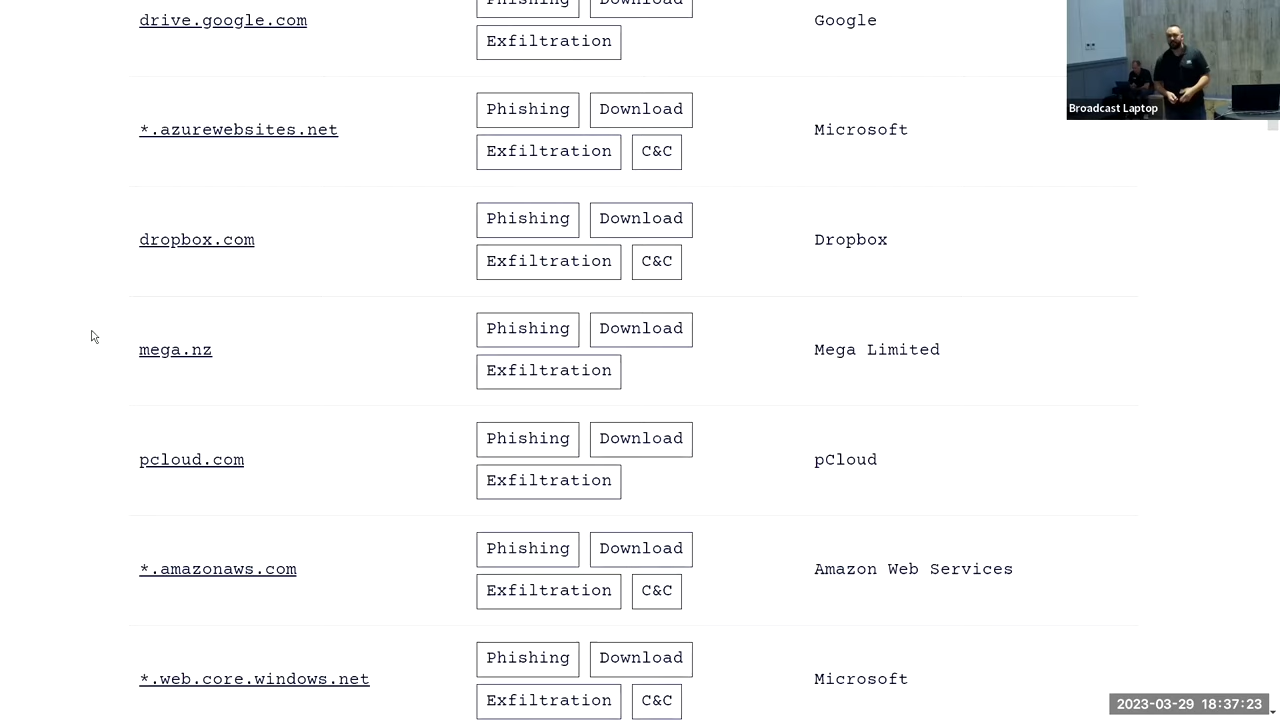 Phishing Download
drive.google.com Google
Exfiltration
Broadcast Laptop
Phishing Download
*.azurewebsites.net Microsoft
Exfiltration C&C
Phishing Download
dropbox.com Dropbox
Exfiltration C&C
Phishing Download
mega.nz Mega Limited
Exfiltration
Phishing Download
pcloud.com pCloud
Exfiltration
Phishing Download
*.amazonaws.com Amazon Web Services
Exfiltration C&C
Phishing Download
*.web.core.windows.net Microsoft
Exfiltration C&C
2023-03-29 18:37:23